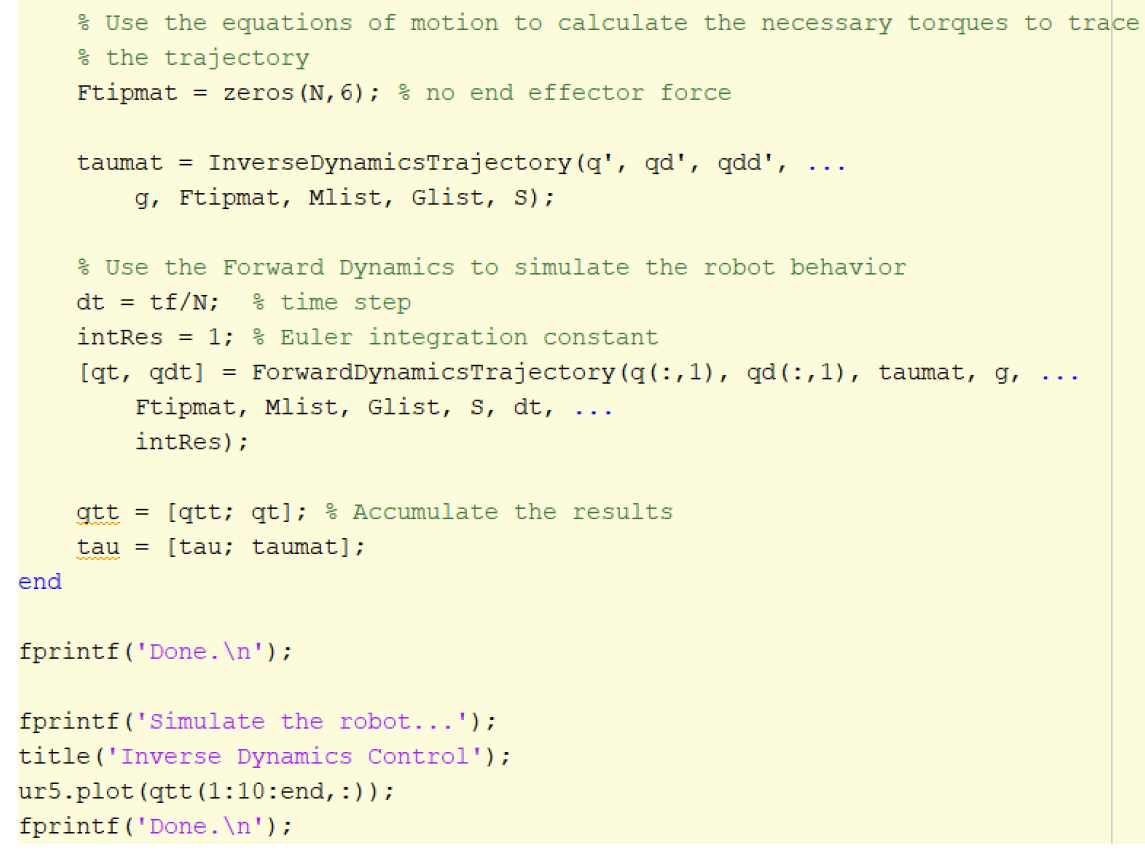 % Use the equations of motion to calculate the necessary torques to trace
% the trajectory
Ftipmat = zeros(N,6); % no end effector force
taumat = InverseDynamicsTrajectory(q', qd', qdd', ...
g, Ftipmat, Mlist, Glist, S);
% Use the Forward Dynamics to simulate the robot behavior
dt = tf/N;  % time step
intRes = 1; % Euler integration constant
[qt, qdt] = ForwardDynamicsTrajectory(q(:,1), qd(:,1), taumat, g, ...
Ftipmat, Mlist, Glist, S, dt, ...
intRes);
qtt = [qtt; qt]; % Accumulate the results
tau = [tau; taumat];
end
fprintf('Done.\n');
fprintf('Simulate the robot...');
title('Inverse Dynamics Control');
ur5.plot(qtt(1:10:end,:));
fprintf('Done.\n');